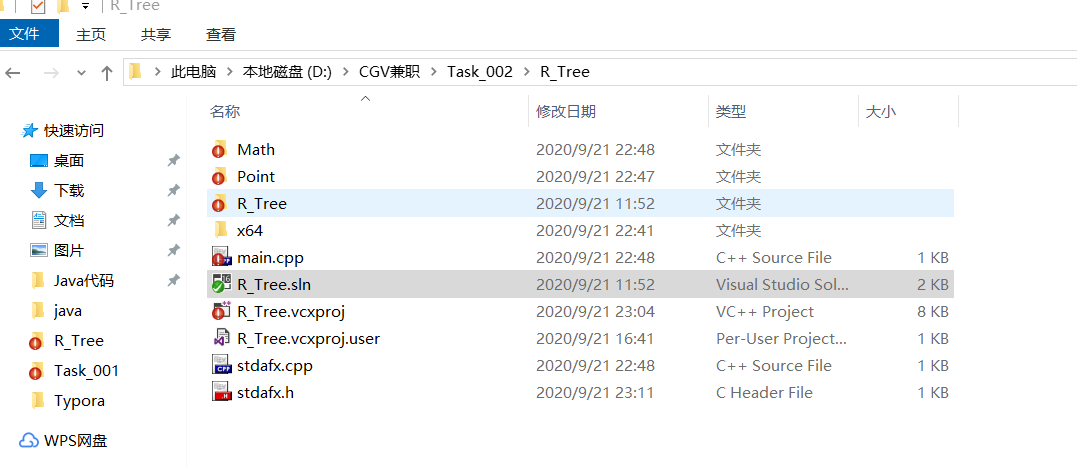 R_Tree
文件 主页 共享 查看
此电脑 本地磁盘 (D:) CGV兼职 Task_002 R_Tree
名称 修改日期 类型 大小
快速访问
桌面
下载
文档
图片
Java代码
java
R_Tree
Task_001
Typora
WPS网盘
Math 2020/9/21 22:48 文件夹
Point 2020/9/21 22:47 文件夹
R_Tree 2020/9/21 11:52 文件夹
x64 2020/9/21 22:41 文件夹
main.cpp 2020/9/21 22:48 C++ Source File 1 KB
R_Tree.sln 2020/9/21 11:52 Visual Studio Sol... 2 KB
R_Tree.vcxproj 2020/9/21 23:04 VC++ Project 8 KB
R_Tree.vcxproj.user 2020/9/21 16:41 Per-User Project... 1 KB
stdafx.cpp 2020/9/21 22:48 C++ Source File 1 KB
stdafx.h 2020/9/21 23:11 C Header File 1 KB